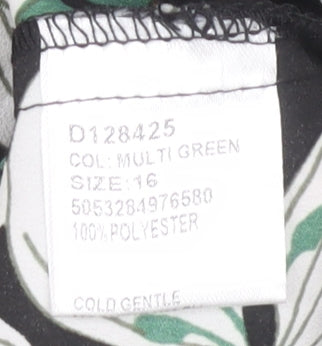 D128425
COL: MULTI GREEN
SIZE: 16
5053284976580
100% POLYESTER
COLD GENTLE